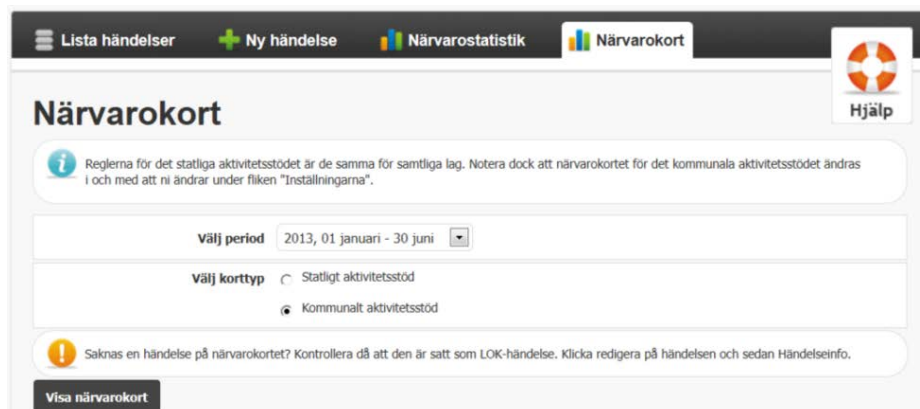 Lista händelser
Ny händelse
Närvarostatistik
Närvarokort
Hjälp
Närvarokort
Reglerna för det statliga aktivitetsstödet är de samma för samtliga lag. Notera dock att närvarokortet för det kommunala aktivitetsstödet ändras
i och med att ni ändrar under fliken "Inställningarna".
Välj period 2013, 01 januari - 30 juni
Välj korttyp Statligt aktivitetsstöd
Kommunalt aktivitetsstöd
Saknas en händelse på närvarokortet? Kontrollera då att den är satt som LOK-händelse. Klicka redigera på händelsen och sedan Händelseinfo.
Visa närvarokort